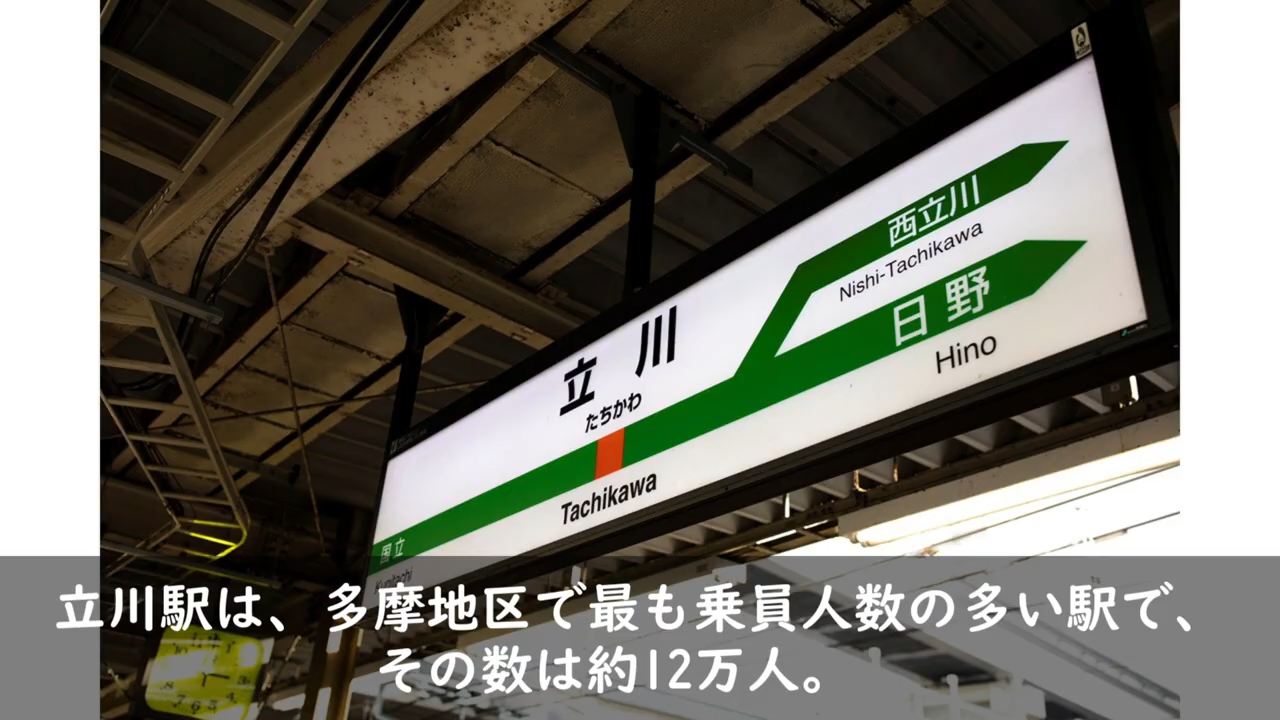 西立川
Nishi-Tachikawa
日野
Hino
立川
たちかわ
Tachikawa
国立
Kunitachi
立川駅は、多摩地区で最も乗員人数の多い駅で、
その数は約12万人。